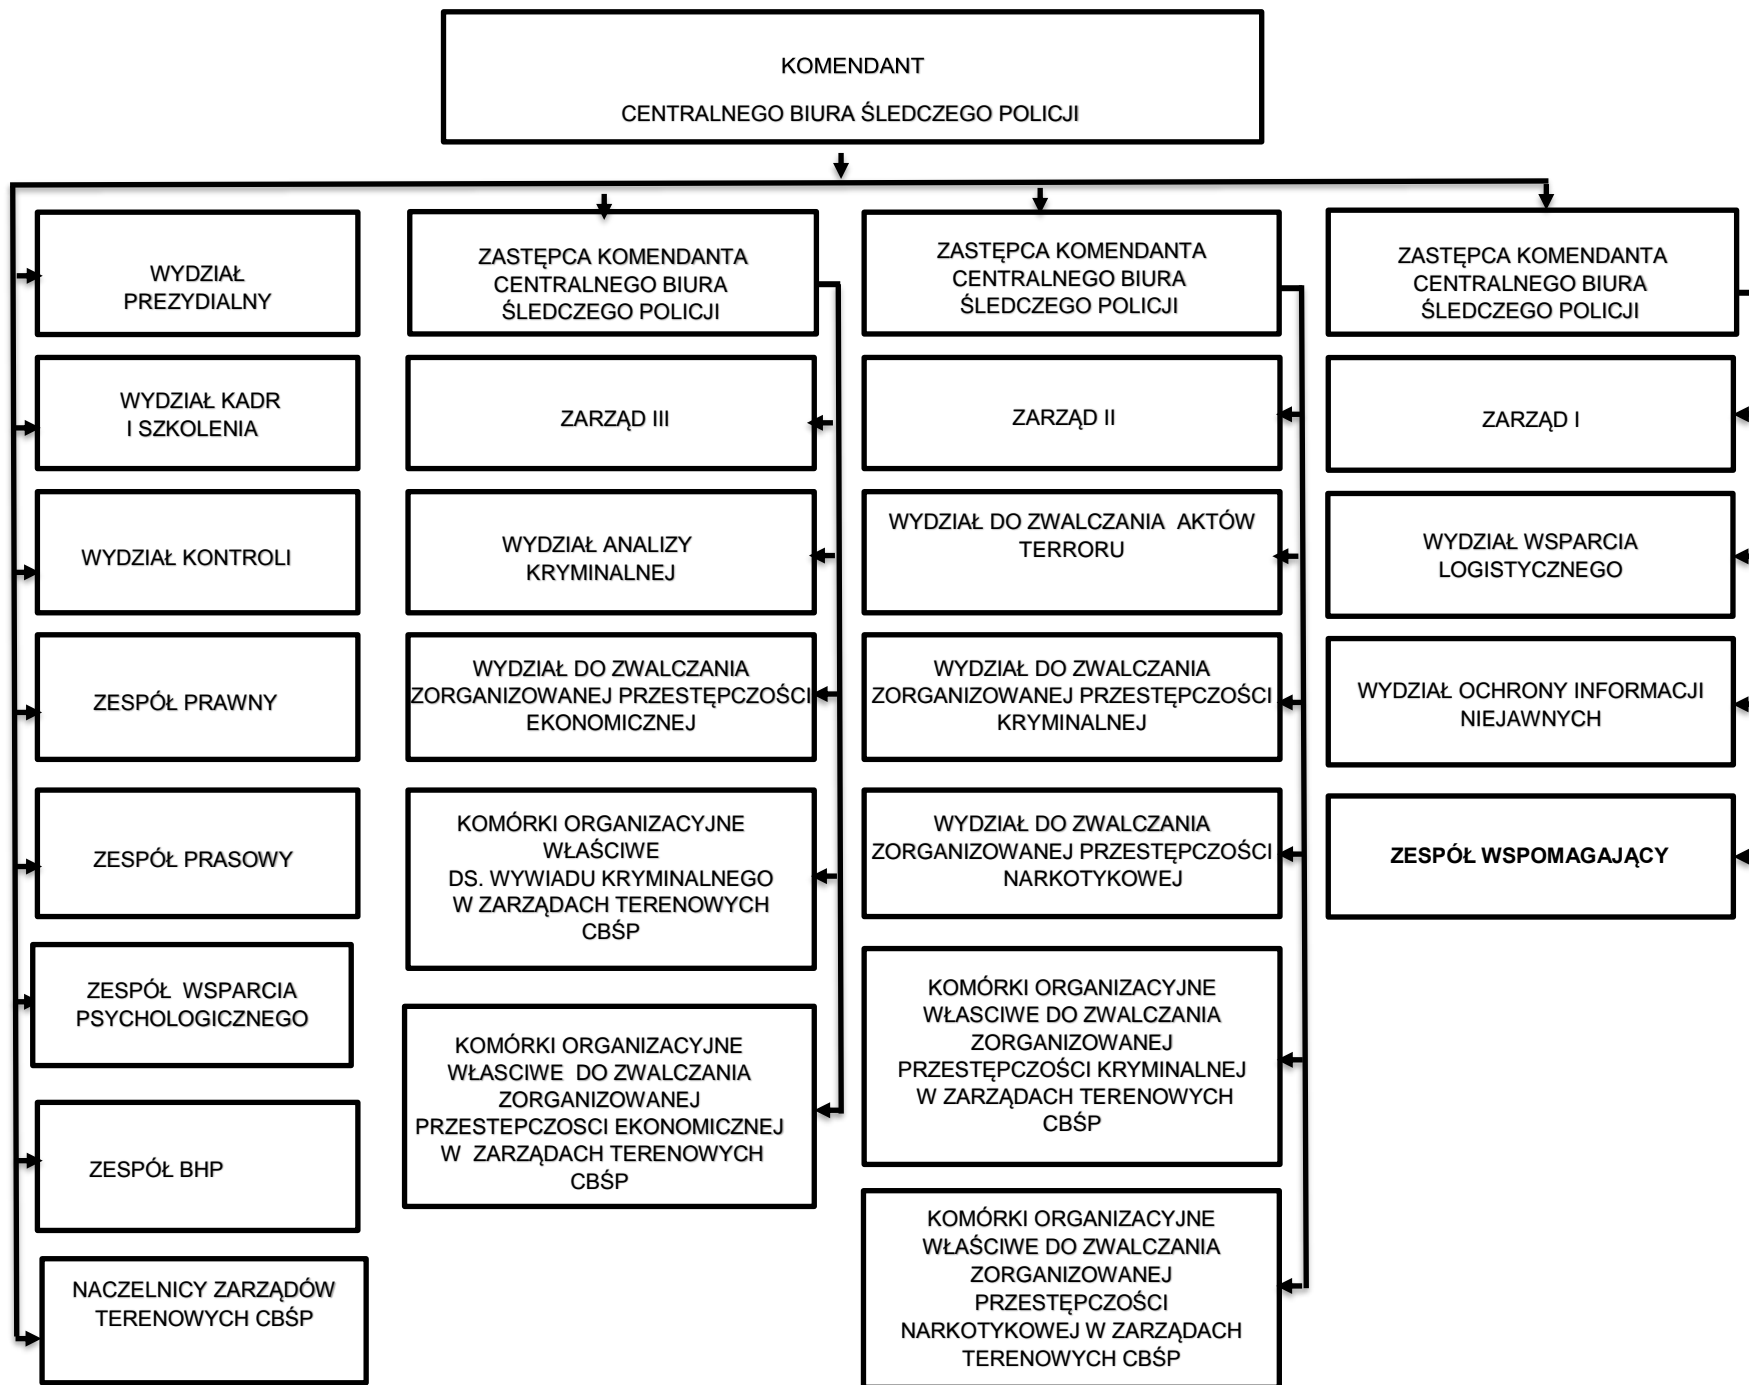 KOMENDANT
CENTRALNEGO BIURA ŚLEDCZEGO POLICJI
WYDZIAŁ
PREZYDIALNY
WYDZIAŁ KADR
I SZKOLENIA
WYDZIAŁ KONTROLI
ZESPÓŁ PRAWNY
ZESPÓŁ PRASOWY
ZESPÓŁ WSPARCIA
PSYCHOLOGICZNEGO
ZESPÓŁ BHP
NACZELNICY ZARZĄDÓW
TERENOWYCH CBŚP
ZASTĘPCA KOMENDANTA
CENTRALNEGO BIURA
ŚLEDCZEGO POLICJI
ZARZĄD III
WYDZIAŁ ANALIZY
KRYMINALNEJ
WYDZIAŁ DO ZWALCZANIA
ZORGANIZOWANEJ PRZESTĘPCZOŚCI
EKONOMICZNEJ
KOMÓRKI ORGANIZACYJNE
WŁAŚCIWE
DS. WYWIADU KRYMINALNEGO
W ZARZĄDACH TERENOWYCH
CBŚP
KOMÓRKI ORGANIZACYJNE
WŁASCIWE DO ZWALCZANIA
ZORGANIZOWANEJ
PRZESTEPCZOSCI EKONOMICZNEJ
W ZARZĄDACH TERENOWYCH
CBŚP
ZASTĘPCA KOMENDANTA
CENTRALNEGO BIURA
ŚLEDCZEGO POLICJI
ZARZĄD II
WYDZIAŁ DO ZWALCZANIA AKTÓW
TERRORU
WYDZIAŁ DO ZWALCZANIA
ZORGANIZOWANEJ PRZESTĘPCZOŚCI
KRYMINALNEJ
WYDZIAŁ DO ZWALCZANIA
ZORGANIZOWANEJ PRZESTĘPCZOŚCI
NARKOTYKOWEJ
KOMÓRKI ORGANIZACYJNE
WŁASCIWE DO ZWALCZANIA
ZORGANIZOWANEJ
PRZESTĘPCZOŚCI KRYMINALNEJ
W ZARZĄDACH TERENOWYCH
CBŚP
KOMÓRKI ORGANIZACYJNE
WŁAŚCIWE DO ZWALCZANIA
ZORGANIZOWANEJ
PRZESTĘPCZOŚCI
NARKOTYKOWEJ W ZARZĄDACH
TERENOWYCH CBŚP
ZASTĘPCA KOMENDANTA
CENTRALNEGO BIURA
ŚLEDCZEGO POLICJI
ZARZĄD I
WYDZIAŁ WSPARCIA
LOGISTYCZNEGO
WYDZIAŁ OCHRONY INFORMACJI
NIEJAWNYCH
ZESPÓŁ WSPOMAGAJĄCY